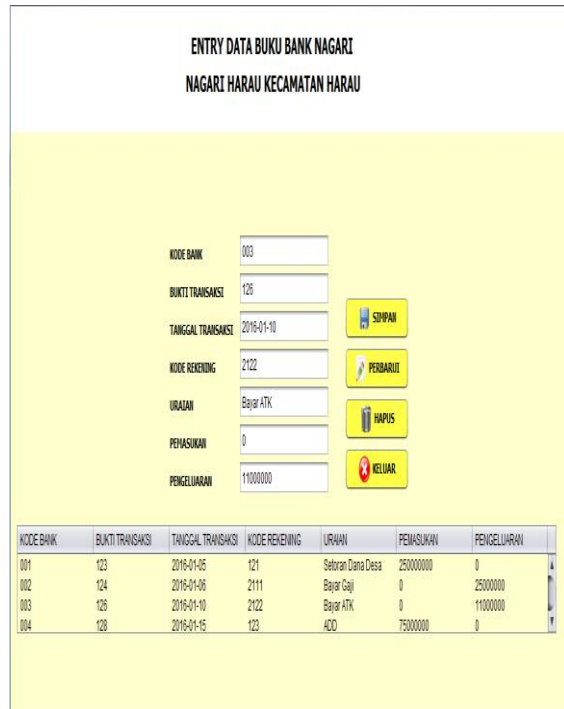 ENTRY DATA BUKU BANK NAGARI
NAGARI HARAU KECAMATAN HARAU
KODE BANK 003
BUKTI TRANSAKSI 126
TANGGAL TRANSAKSI 2016-01-10
KODE REKENING 2122
URAIAN Bayar ATK
PEMASUKAN 0
PENGELUARAN 11000000
SIMPAN
PERBARUI
HAPUS
KELUAR
KODE BANK BUKTI TRANSAKSI TANGGAL TRANSAKSI KODE REKENING URAIAN PEMASUKAN PENGELUARAN
001 123 2016-01-05 121 Setoran Dana Desa 250000000 0
002 124 2016-01-06 2111 Bayar Gaji 0 25000000
003 126 2016-01-10 2122 Bayar ATK 0 11000000
004 128 2016-01-15 123 ADD 75000000 0